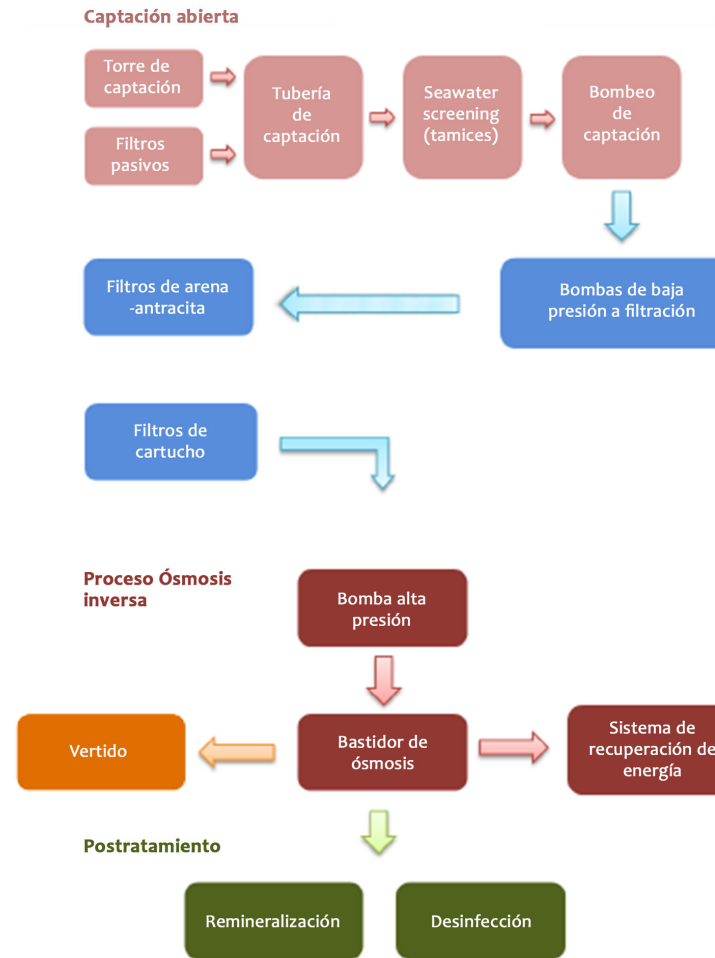 Captación abierta
Torre de
captación
Filtros
pasivos
Tubería
de
captación
Seawater
screening
(tamices)
Bombeo
de
captación
Filtros de arena
-antracita
Bombas de baja
presión a filtración
Filtros de
cartucho
Proceso Ósmosis
inversa
Bomba alta
presión
Vertido
Bastidor de
ósmosis
Sistema de
recuperación de
energía
Postratamiento
Remineralización
Desinfección